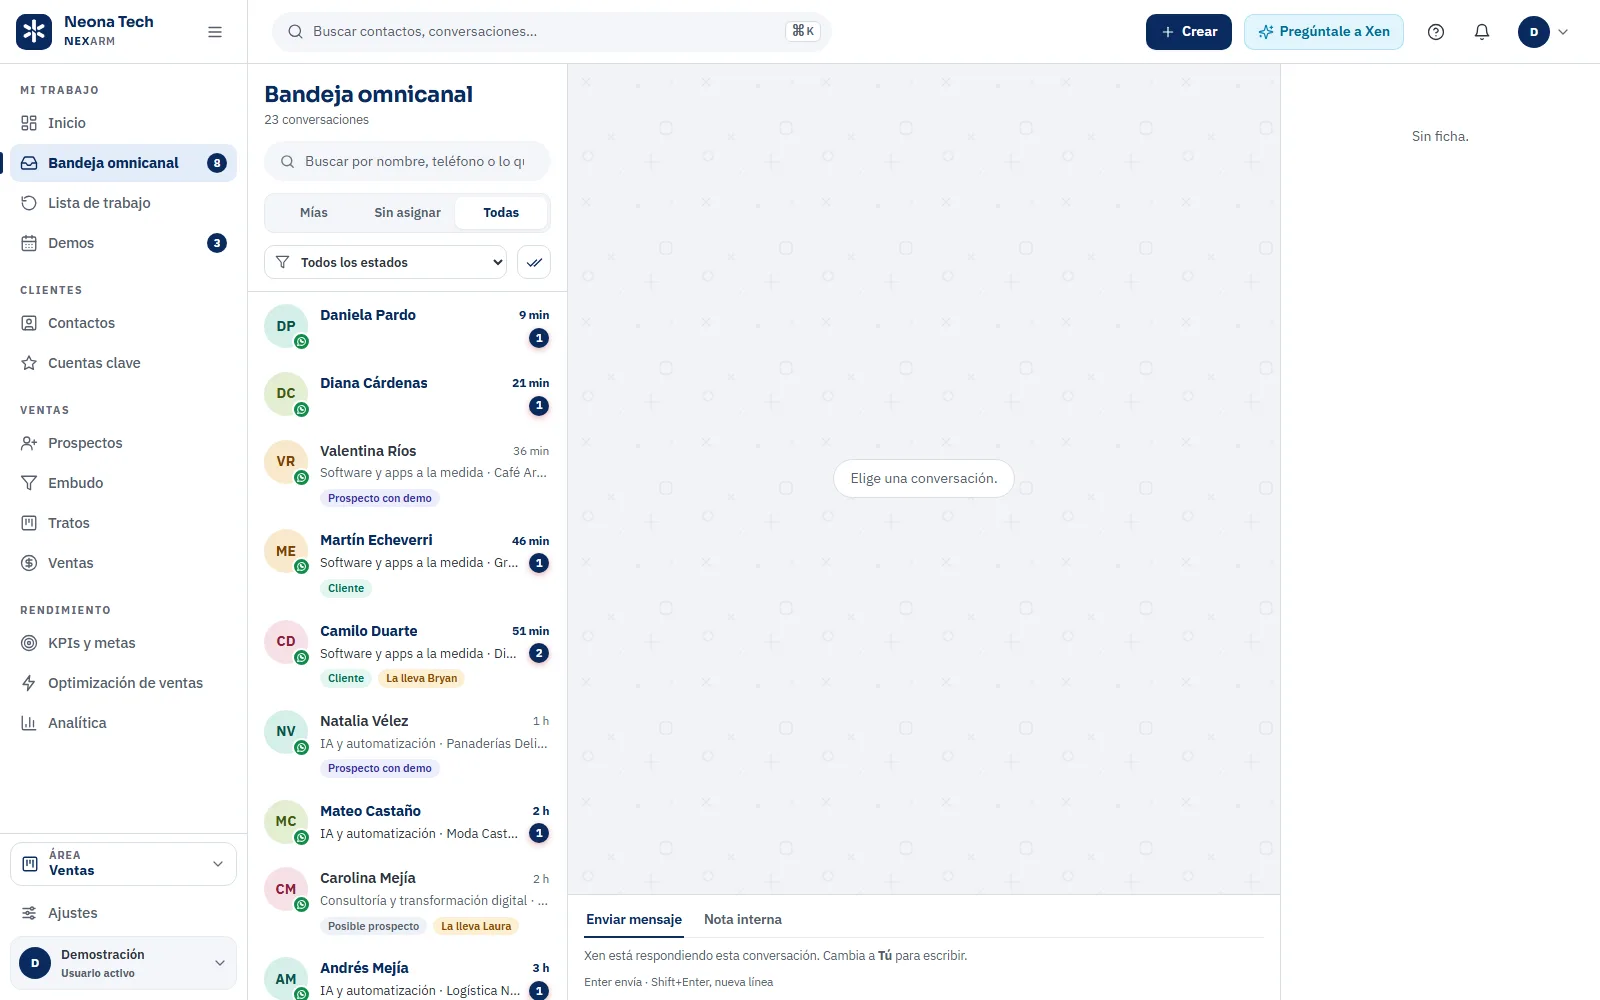 Neona Tech
NEXARM
Buscar contactos, conversaciones...
⌘K
Crear
Pregúntale a Xen
D
MI TRABAJO
Inicio
Bandeja omnicanal
8
Lista de trabajo
Demos
3
CLIENTES
Contactos
Cuentas clave
VENTAS
Prospectos
Embudo
Tratos
Ventas
RENDIMIENTO
KPIs y metas
Optimización de ventas
Analítica
ÁREA
Ventas
Ajustes
D
Demostración
Usuario activo
Bandeja omnicanal
23 conversaciones
Buscar por nombre, teléfono o lo qu
Mías
Sin asignar
Todas
Todos los estados
DP
Daniela Pardo
9 min
1
DC
Diana Cárdenas
21 min
1
VR
Valentina Ríos
36 min
Software y apps a la medida · Café Ar...
Prospecto con demo
ME
Martín Echeverri
46 min
Software y apps a la medida · Gr...
1
Cliente
CD
Camilo Duarte
51 min
Software y apps a la medida · Di...
2
Cliente
La lleva Bryan
NV
Natalia Vélez
1 h
IA y automatización · Panaderías Deli...
Prospecto con demo
MC
Mateo Castaño
2 h
IA y automatización · Moda Cast...
1
CM
Carolina Mejía
2 h
Consultoría y transformación digital · ...
Posible prospecto
La lleva Laura
AM
Andrés Mejía
3 h
IA y automatización · Logística N...
1
Elige una conversación.
Enviar mensaje
Nota interna
Xen está respondiendo esta conversación. Cambia a Tú para escribir.
Enter envía · Shift+Enter, nueva línea
Sin ficha.